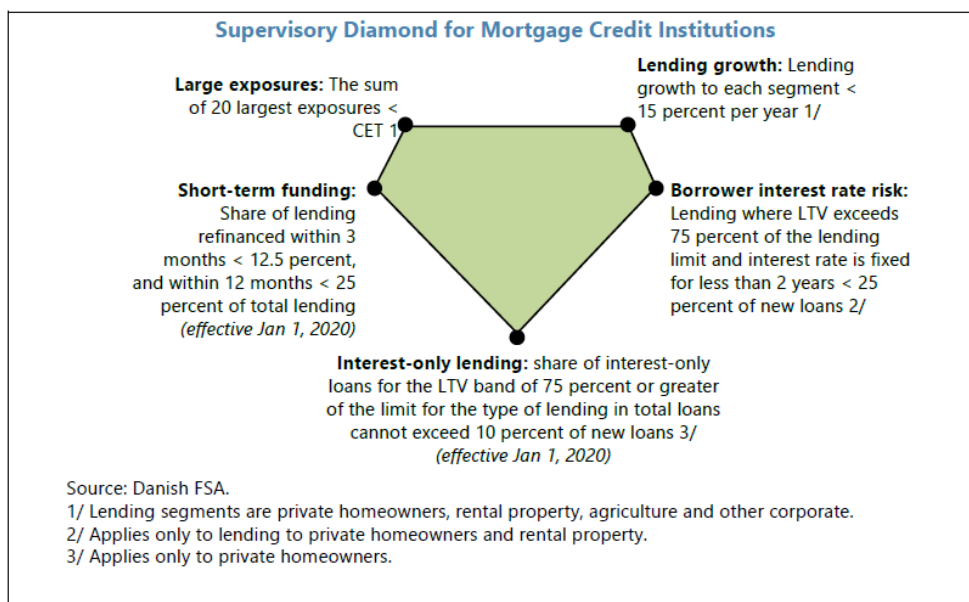 Supervisory Diamond for Mortgage Credit Institutions
Large exposures: The sum
of 20 largest exposures <
CET 1
Lending growth: Lending
growth to each segment <
15 percent per year 1/
Short-term funding:
Share of lending
refinanced within 3
months < 12.5 percent,
and within 12 months < 25
percent of total lending
(effective Jan 1, 2020)
Borrower interest rate risk:
Lending where LTV exceeds
75 percent of the lending
limit and interest rate is fixed
for less than 2 years < 25
percent of new loans 2/
Interest-only lending: share of interest-only
loans for the LTV band of 75 percent or greater
of the limit for the type of lending in total loans
cannot exceed 10 percent of new loans 3/
(effective Jan 1, 2020)
Source: Danish FSA.
1/ Lending segments are private homeowners, rental property, agriculture and other corporate.
2/ Applies only to lending to private homeowners and rental property.
3/ Applies only to private homeowners.